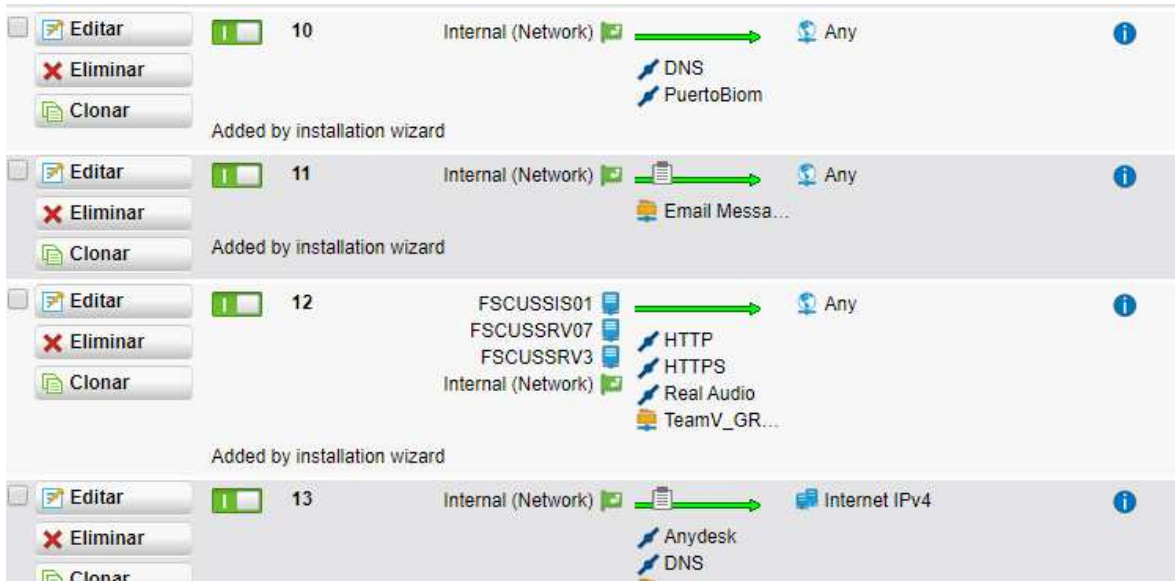 Editar 10 Internal (Network) Any
Eliminar DNS
PuertoBiom
Clonar
Added by installation wizard
Editar 11 Internal (Network) Any
Eliminar Email Messa...
Clonar Added by installation wizard
Editar 12 FSCUSSIS01 Any
FSCUSSRV07
Eliminar HTTP
FSCUSSRV3
HTTPS
Clonar Internal (Network)
Real Audio
TeamV_GR...
Added by installation wizard
Editar 13 Internal (Network) Internet IPv4
Eliminar Anydesk
DNS
Clonar